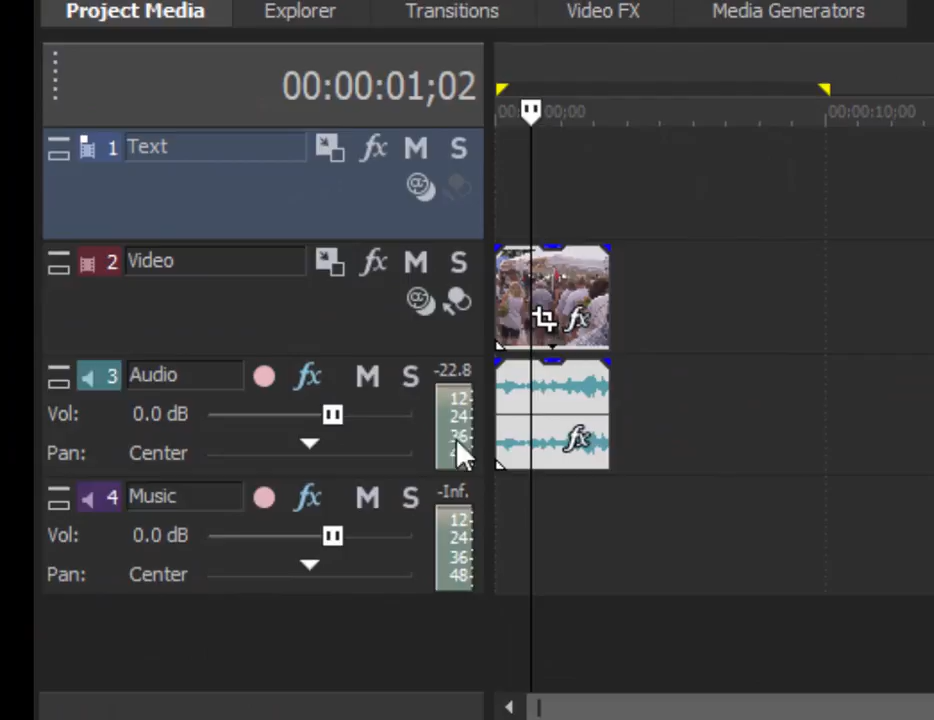 Project Media Explorer Transitions Video FX Media Generators
00:00:01;02
00:00:10;00
1 Text fx M S
2 Video fx M S
fx
3 Audio fx M S -22.8
12
24
36
Vol: 0.0 dB
fx
Pan: Center
4 Music fx M S -Inf.
12
24
36
48
Vol: 0.0 dB
Pan: Center